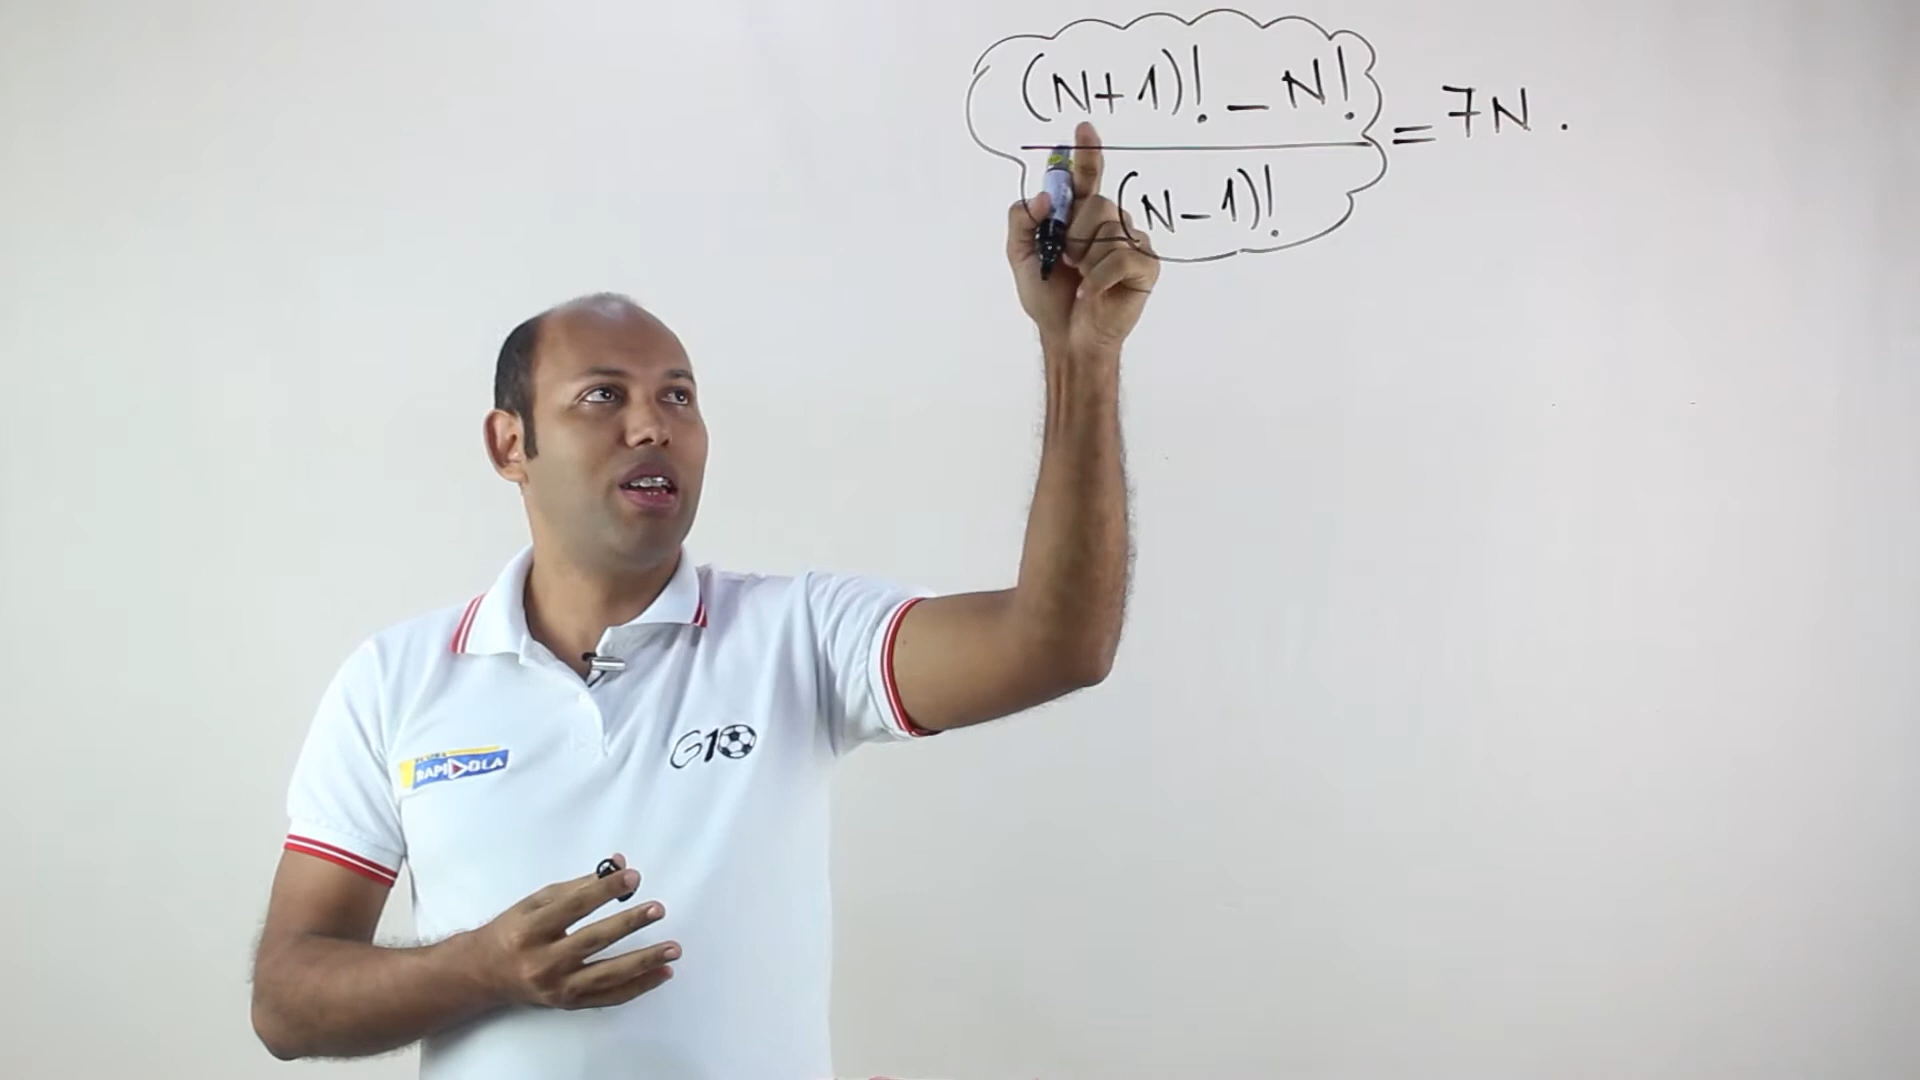 (N+1)! - N!
(N-1)!
= 7N.
G10